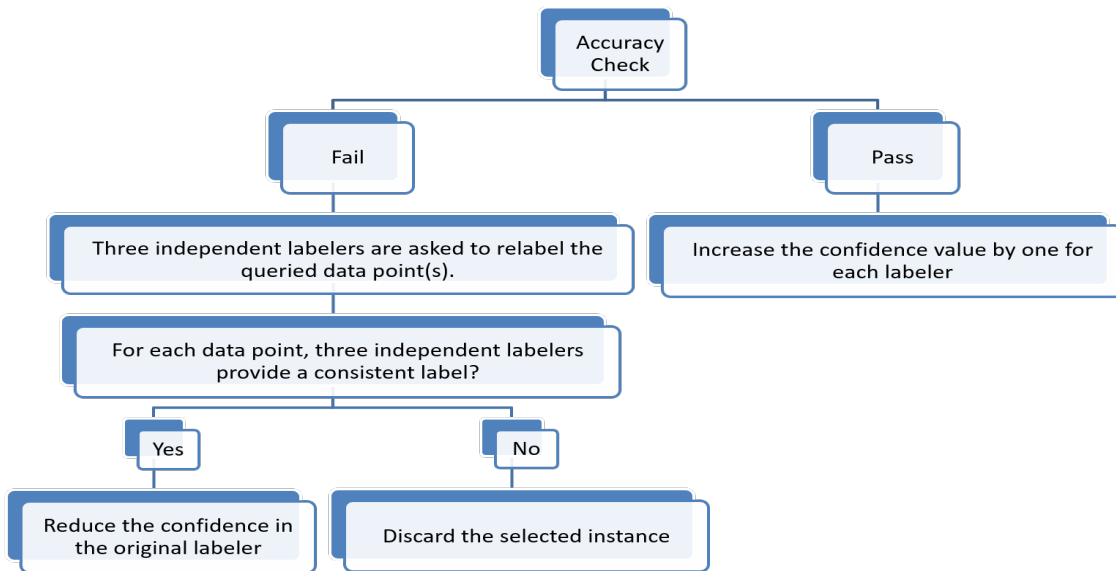 Accuracy
Check
Fail
Pass
Three independent labelers are asked to relabel the
queried data point(s).
Increase the confidence value by one for
each labeler
For each data point, three independent labelers
provide a consistent label?
Yes
No
Reduce the confidence in
the original labeler
Discard the selected instance